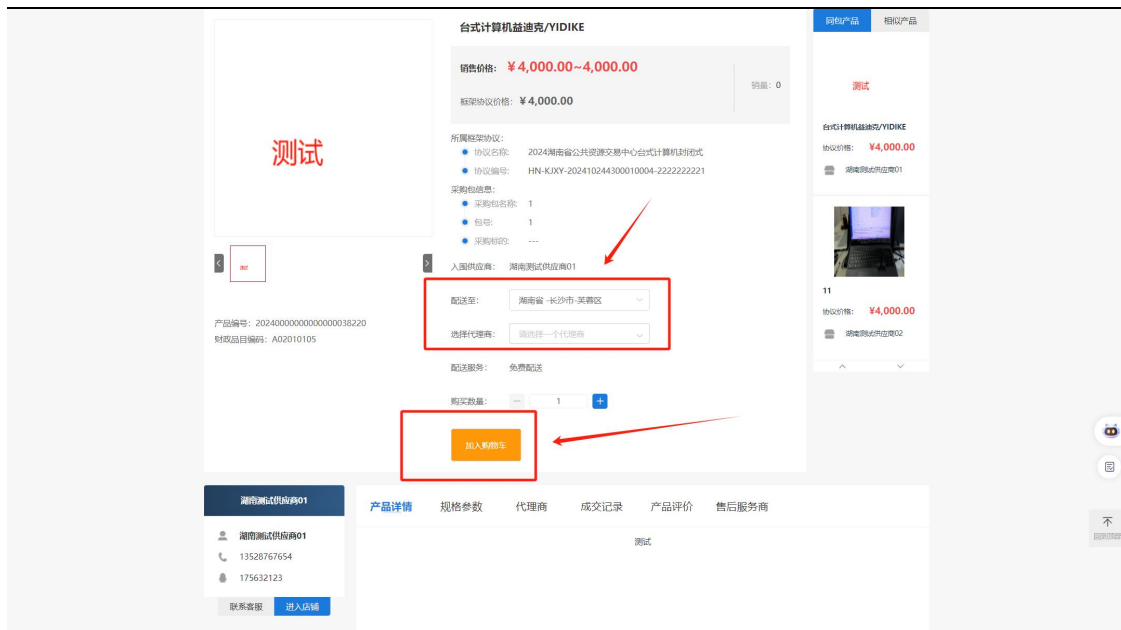 台式计算机益迪克/YIDIKE
销售价格： ￥4,000.00~4,000.00
销量：0
框架协议价格：￥4,000.00
测试
所属框架协议：
协议名称： 2024湖南省公共资源交易中心台式计算机封闭式
协议编号： HN-KJXY-202410244300010004-2222222221
采购包信息：
采购包名称： 1
包号： 1
采购标的： ---
入围供应商： 湖南测试供应商01
测试
配送至： 湖南省 -长沙市-芙蓉区
选择代理商： 请选择一个代理商
产品编号：20240000000000000038220
财政品目编码：A02010105
配送服务： 免费配送
购买数量： － 1 +
加入购物车
同包产品 相似产品
测试
台式计算机益迪克/YIDIKE
协议价格： ¥4,000.00
湖南测试供应商01
11
协议价格： ¥4,000.00
湖南测试供应商02
湖南测试供应商01
湖南测试供应商01
13528767654
175632123
联系客服 进入店铺
产品详情 规格参数 代理商 成交记录 产品评价 售后服务商
测试
回到顶部